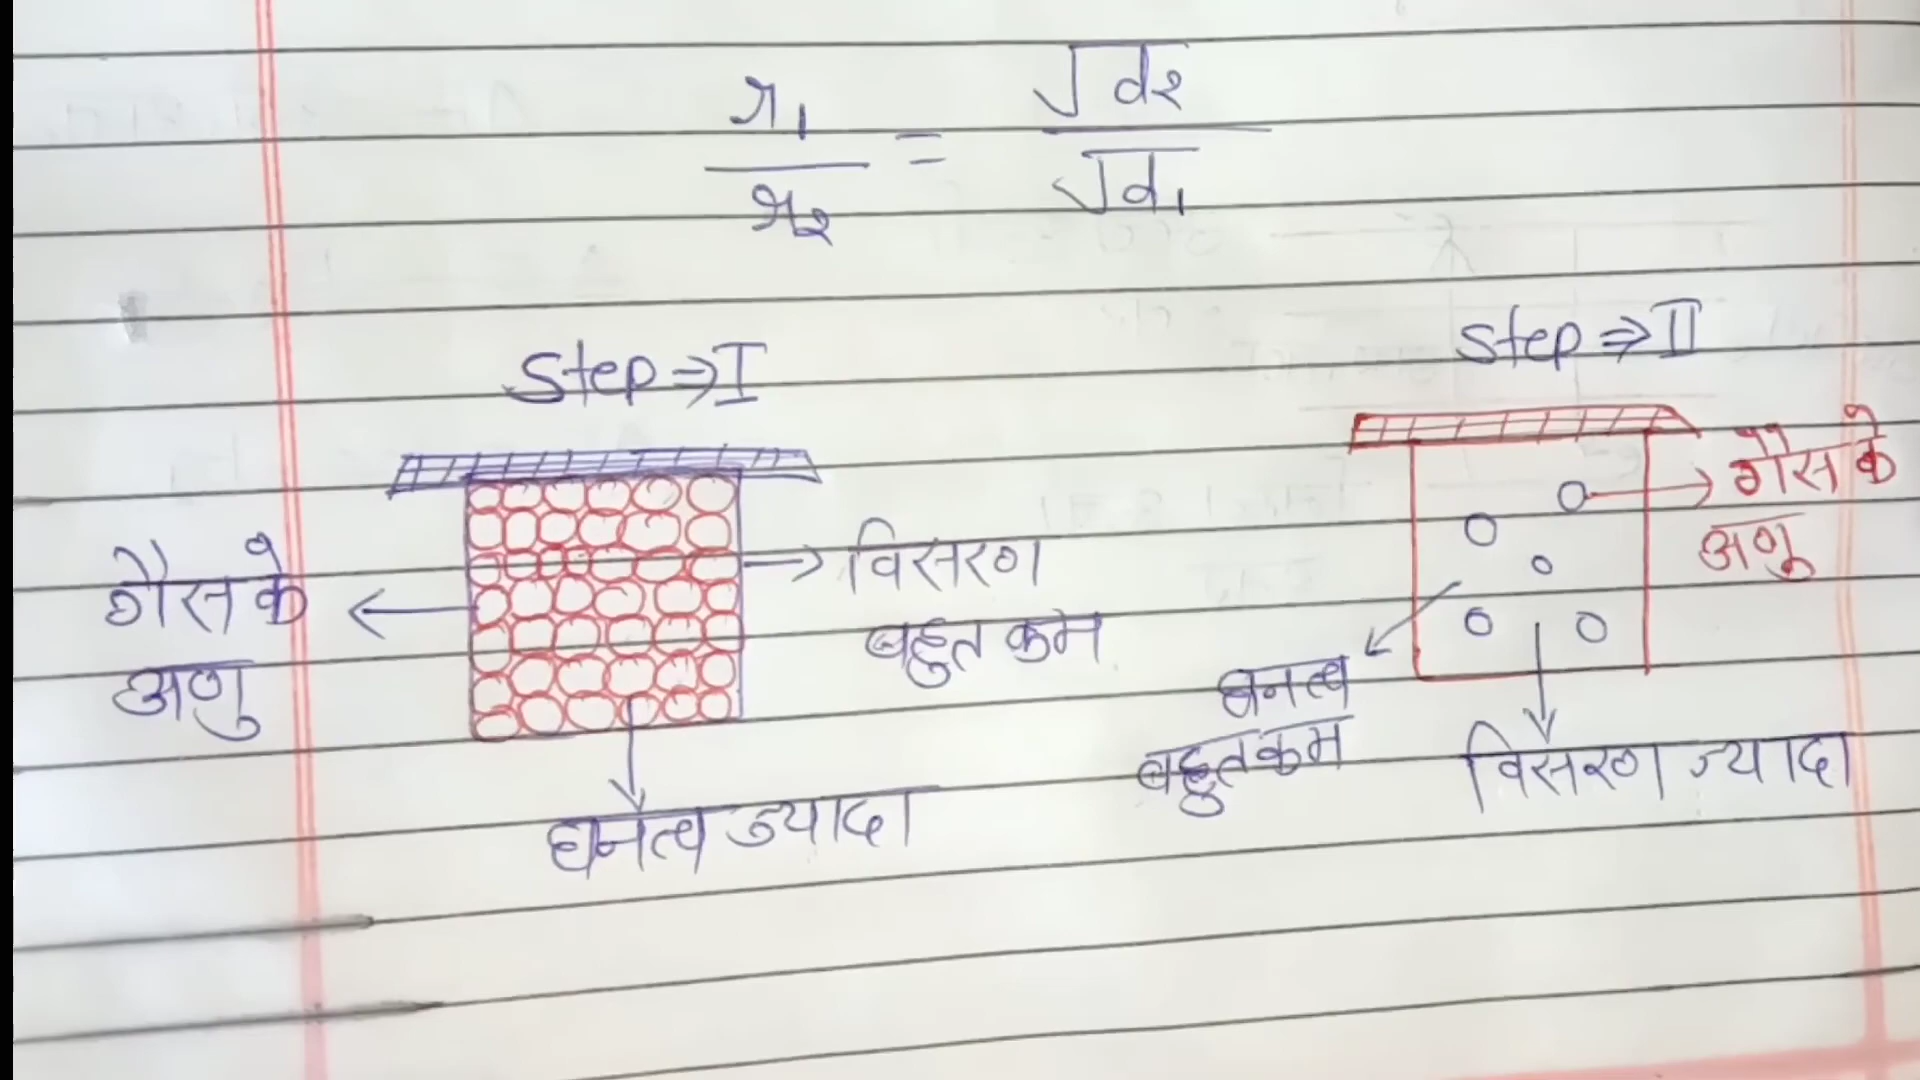 r₁/r₂ = √d₂/√d₁
Step ⇒ I
गैस के
अणु
विसरण
बहुत कम
घनत्व ज्यादा
Step ⇒ II
गैस के
अणु
घनत्व
बहुत कम
विसरण ज्यादा